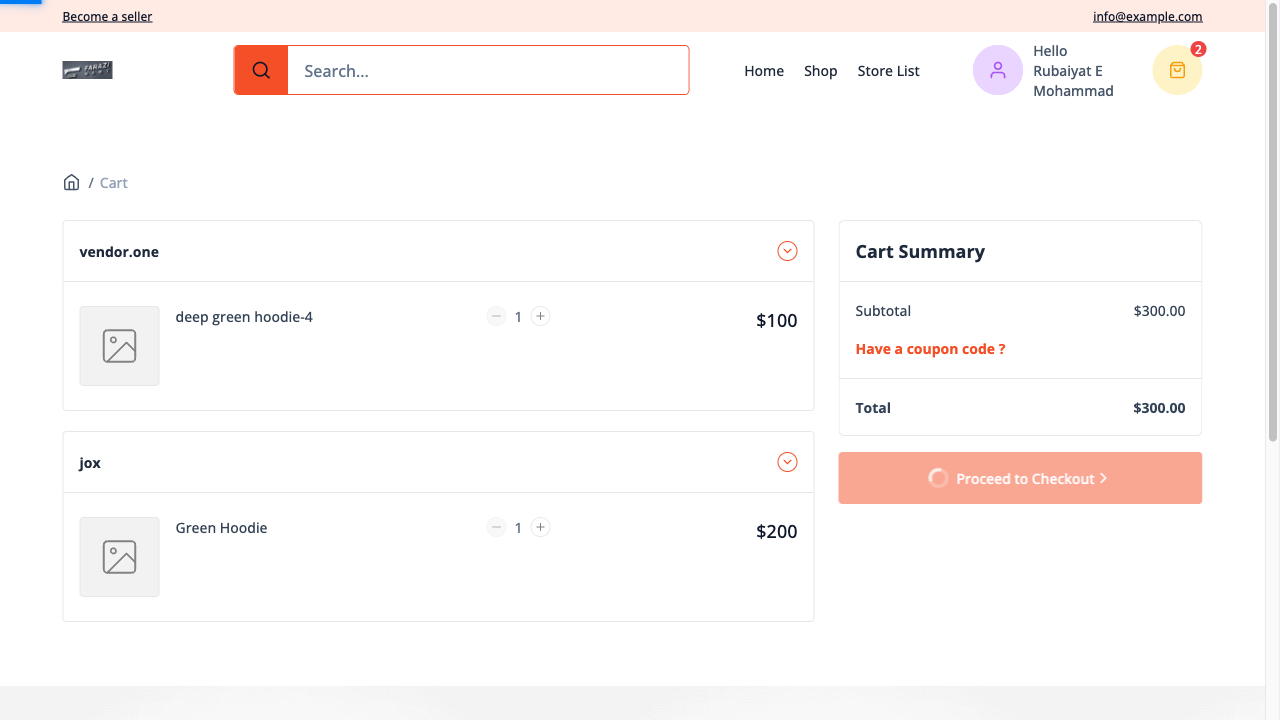 Become a seller
info@example.com
FARAZI
Search...
Home
Shop
Store List
Hello
Rubaiyat E
Mohammad
2
/ Cart
vendor.one
deep green hoodie-4
1
$100
jox
Green Hoodie
1
$200
Cart Summary
Subtotal
$300.00
Have a coupon code ?
Total
$300.00
Proceed to Checkout